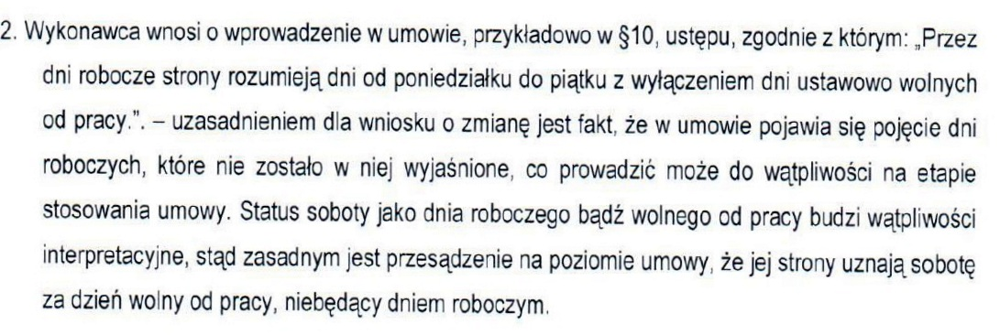 2. Wykonawca wnosi o wprowadzenie w umowie, przykładowo w §10, ustępu, zgodnie z którym: „Przez
dni robocze strony rozumieją dni od poniedziałku do piątku z wyłączeniem dni ustawowo wolnych
od pracy.”. – uzasadnieniem dla wniosku o zmianę jest fakt, że w umowie pojawia się pojęcie dni
roboczych, które nie zostało w niej wyjaśnione, co prowadzić może do wątpliwości na etapie
stosowania umowy. Status soboty jako dnia roboczego bądź wolnego od pracy budzi wątpliwości
interpretacyjne, stąd zasadnym jest przesądzenie na poziomie umowy, że jej strony uznają sobotę
za dzień wolny od pracy, niebędący dniem roboczym.